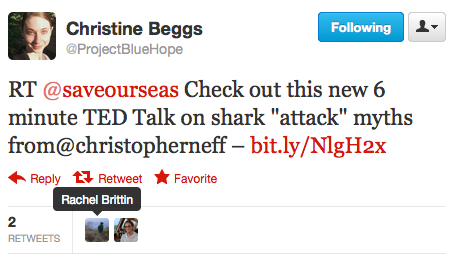 Christine Beggs
@ProjectBlueHope
Following
RT @saveourseas Check out this new 6
minute TED Talk on shark "attack" myths
from@christopherneff – bit.ly/NlgH2x
Reply Retweet Favorite
Rachel Brittin
2
RETWEETS